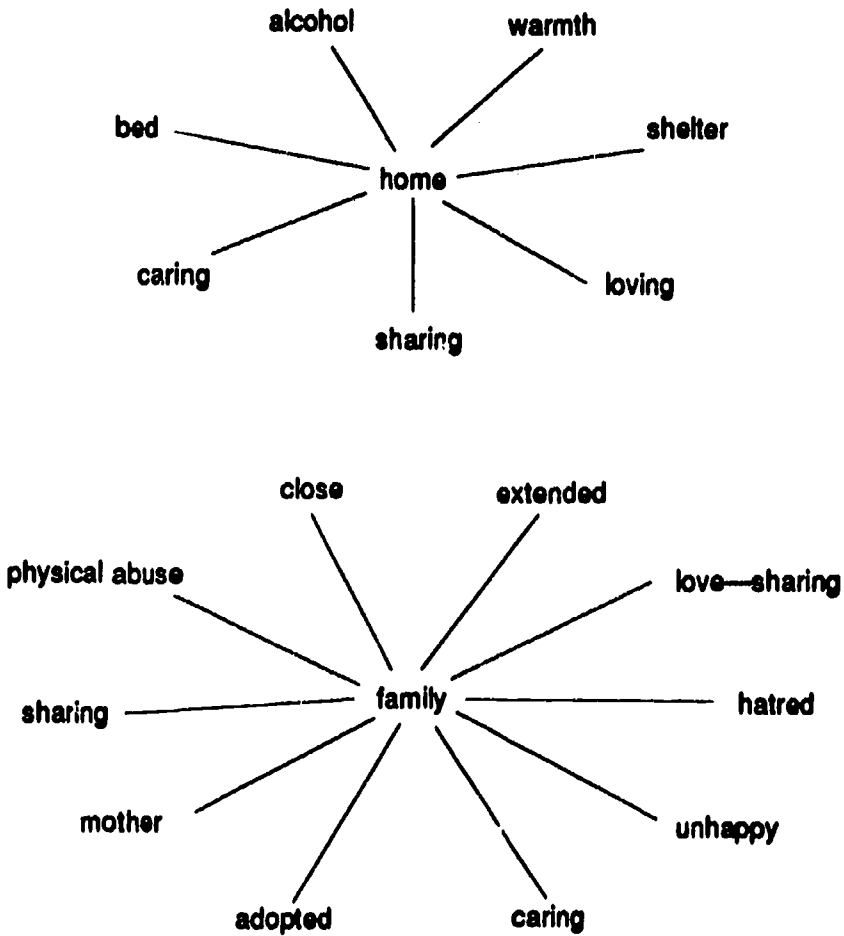 alcohol
warmth
bed
shelter
home
caring
loving
sharing
close
extended
physical abuse
love—sharing
family
sharing
hatred
mother
unhappy
adopted
caring